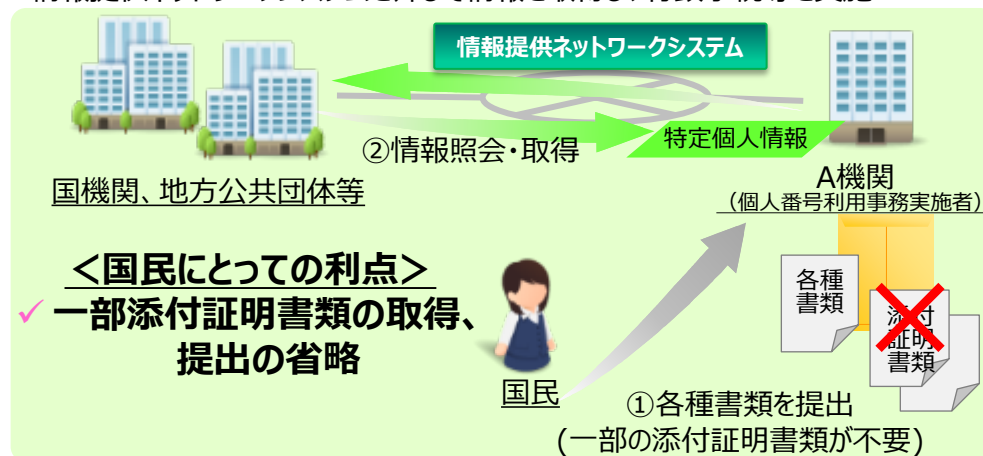 情報提供ネットワークシステム
特定個人情報
②情報照会・取得
国機関、地方公共団体等
A機関
（個人番号利用事務実施者）
＜国民にとっての利点＞
✓一部添付証明書類の取得、
提出の省略
各種
書類
添付
証明
書類
国民
①各種書類を提出
(一部の添付証明書類が不要)